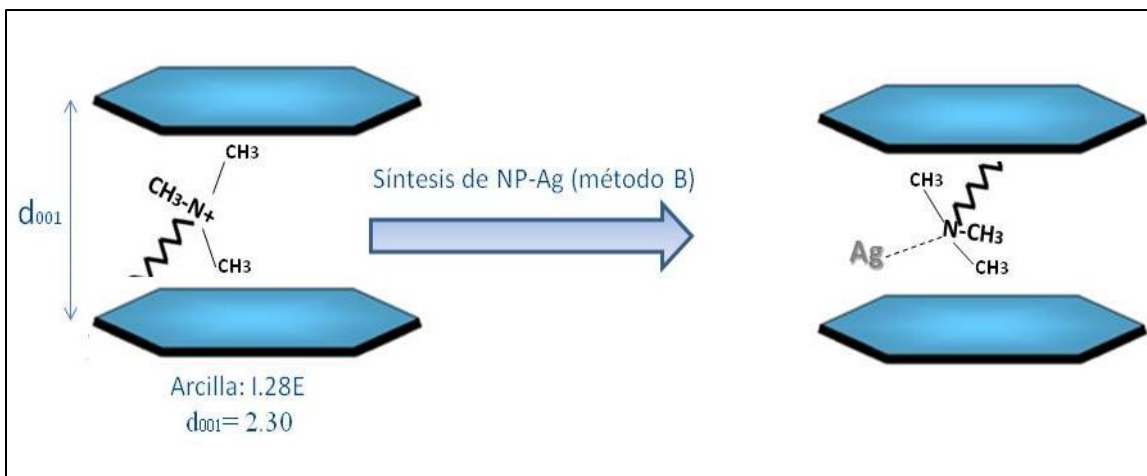 CH3
CH3-N+
CH3
d001
Arcilla: I.28E
d001= 2.30
Síntesis de NP-Ag (método B)
CH3
N-CH3
Ag
CH3